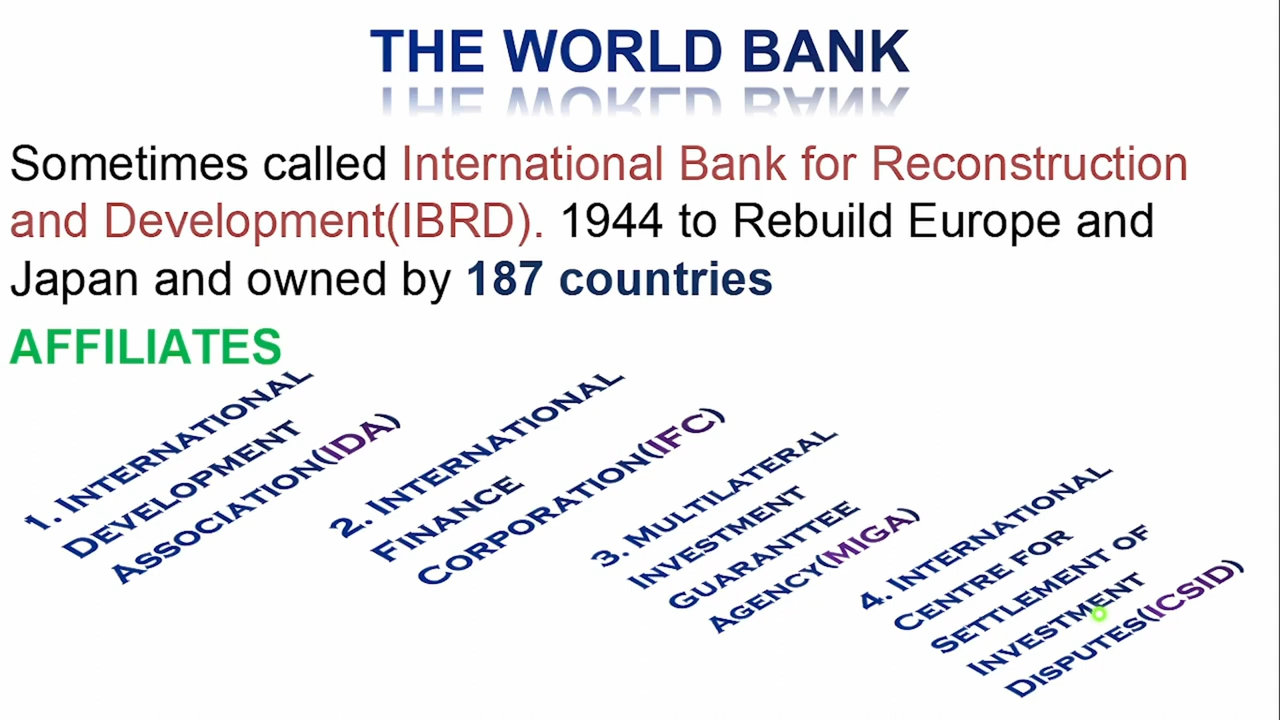 THE WORLD BANK
Sometimes called International Bank for Reconstruction
and Development(IBRD). 1944 to Rebuild Europe and
Japan and owned by 187 countries
AFFILIATES
1. INTERNATIONAL
DEVELOPMENT
ASSOCIATION(IDA)
2. INTERNATIONAL
FINANCE
CORPORATION(IFC)
3. MULTILATERAL
INVESTMENT
GUARANTTEE
AGENCY(MIGA)
4. INTERNATIONAL
CENTRE FOR
SETTLEMENT OF
INVESTMENT
DISPUTES(ICSID)